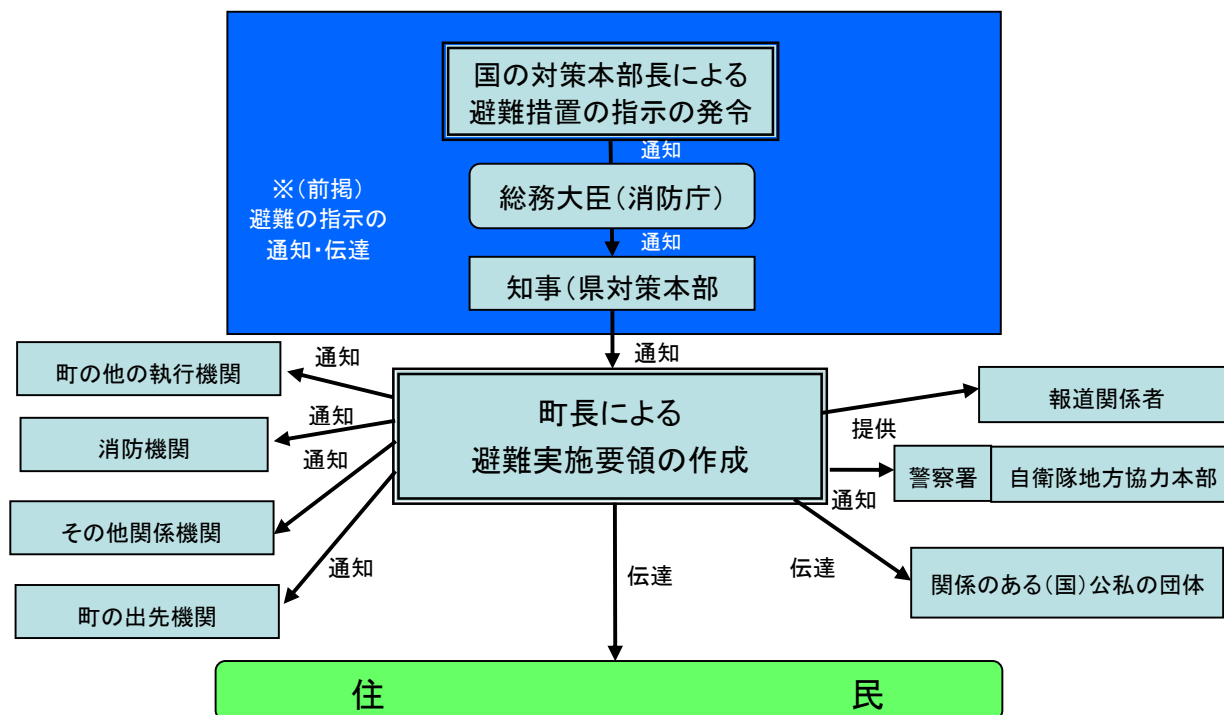 国の対策本部長による
避難措置の指示の発令
通知
総務大臣(消防庁)
※(前掲)
避難の指示の
通知・伝達
通知
知事(県対策本部
通知
町の他の執行機関
通知
消防機関
通知
その他関係機関
通知
町の出先機関
通知
町長による
避難実施要領の作成
報道関係者
提供
警察署
自衛隊地方協力本部
通知
関係のある(国)公私の団体
伝達
伝達
住 民